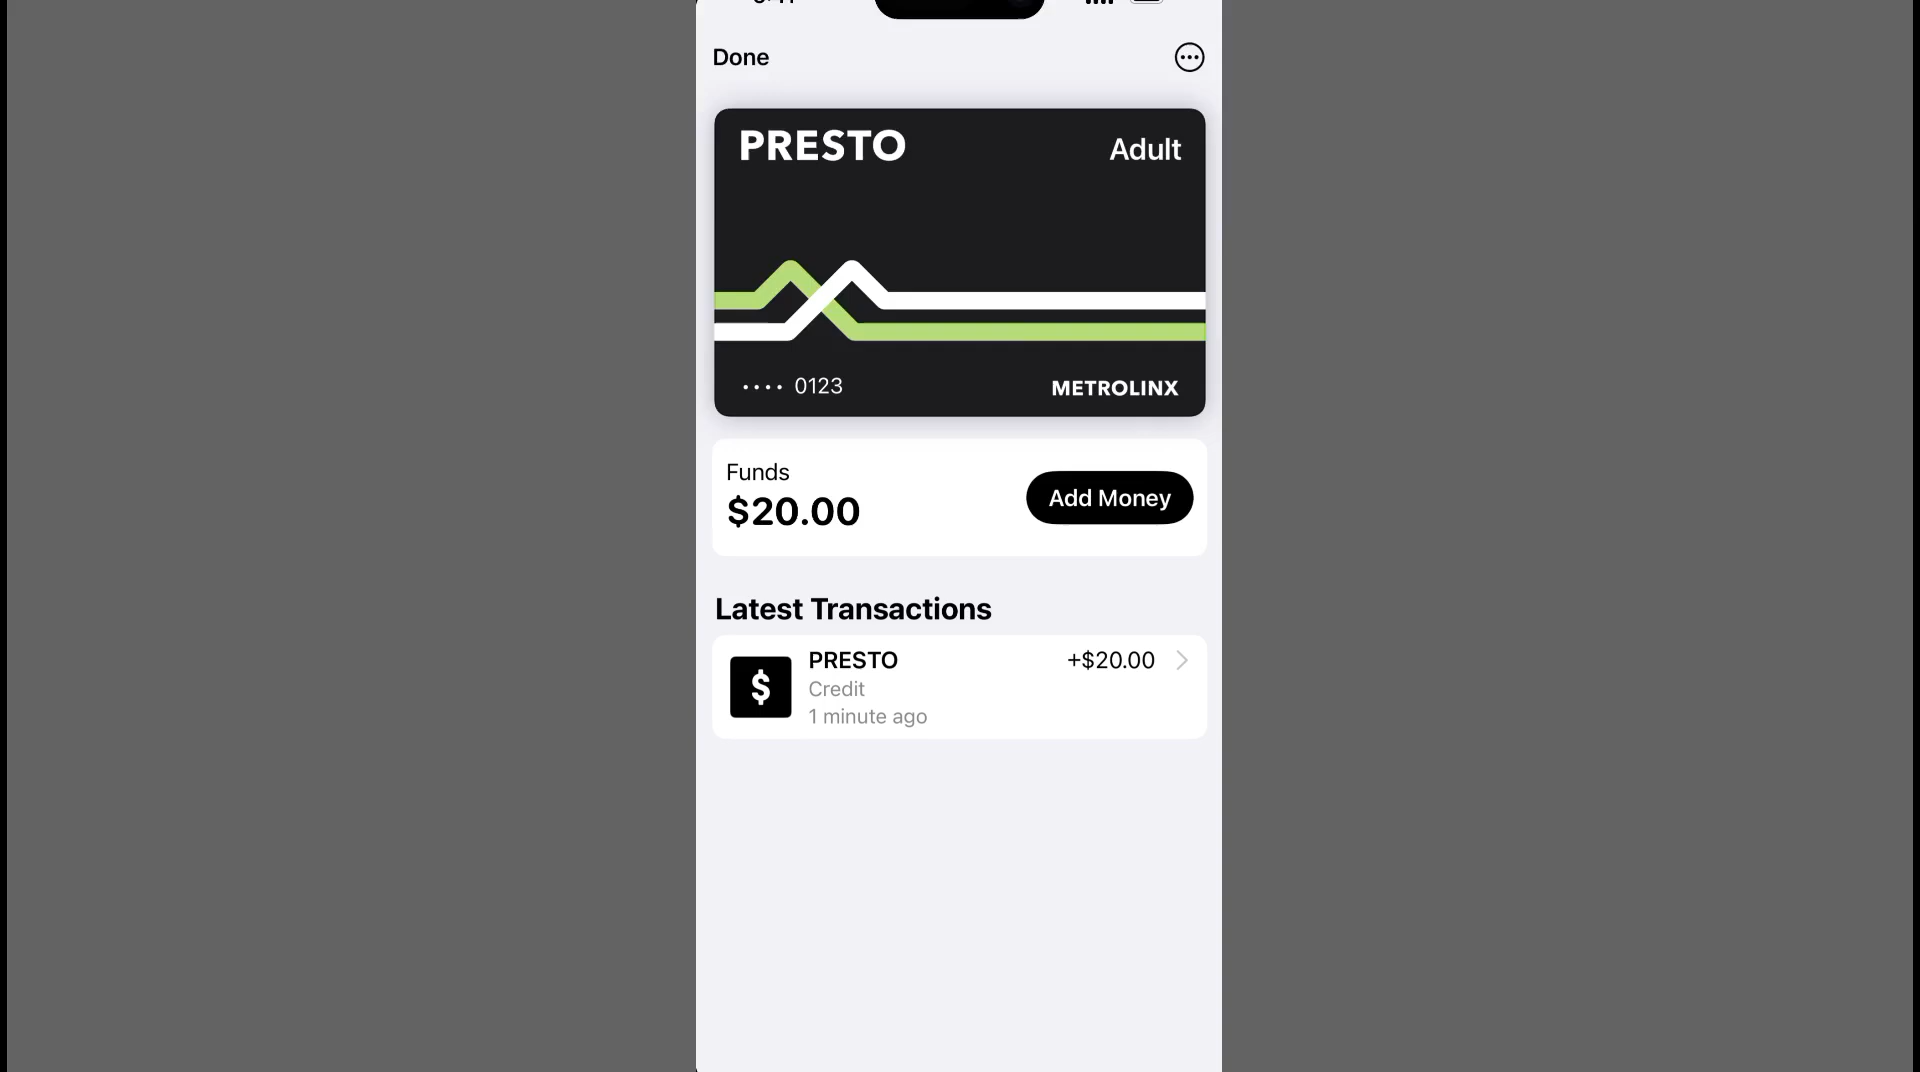 Done
PRESTO
Adult
•••• 0123
METROLINX
Funds
$20.00
Add Money
Latest Transactions
PRESTO
+$20.00
$
Credit
1 minute ago